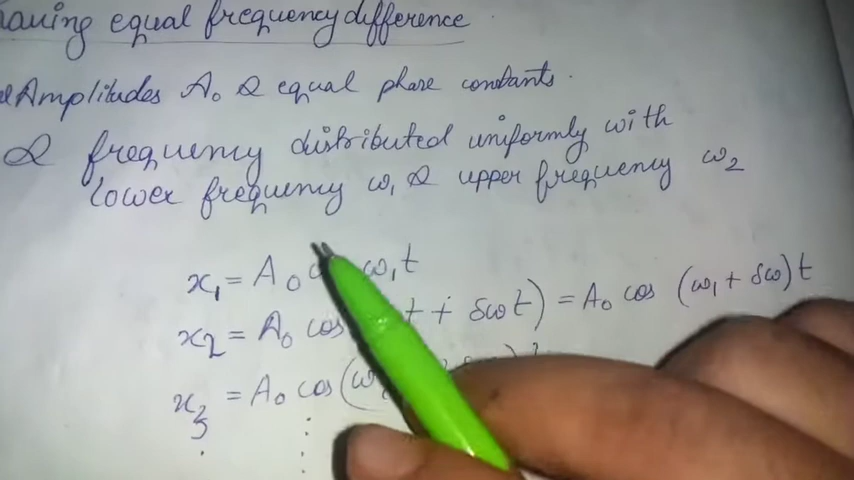 having equal frequency difference
Amplitudes A₀ & equal phase constants.
& frequency distributed uniformly with
lower frequency ω₁ & upper frequency ω₂
x₁ = A₀ ω₁t
x₂ = A₀ cos t + δωt) = A₀ cos (ω₁ + δω)t
x₃ = A₀ cos(ω